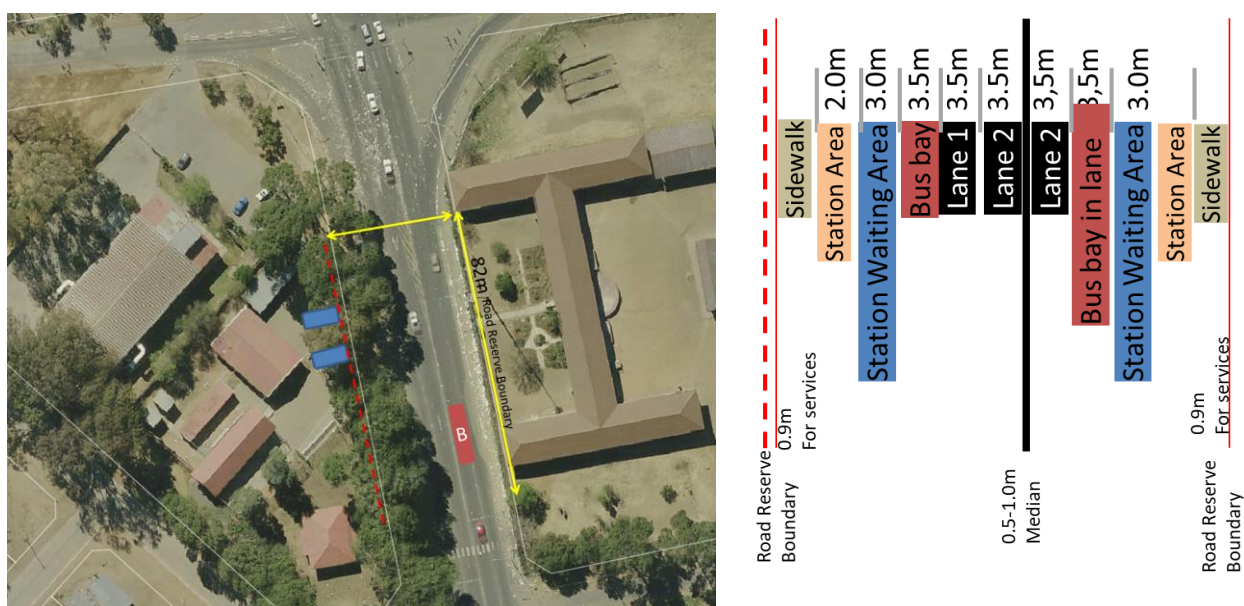 82m
Road Reserve Boundary
B
2.0m
3.0m
3.5m
3.5m
3.5m
3,5m
3,5m
3.0m
Sidewalk
Station Area
Station Waiting Area
Bus bay
Lane 1
Lane 2
Lane 2
Bus bay in lane
Station Waiting Area
Station Area
Sidewalk
0.9m
For services
0.9m
For services
Road Reserve
Boundary
0.5-1.0m
Median
Road Reserve
Boundary